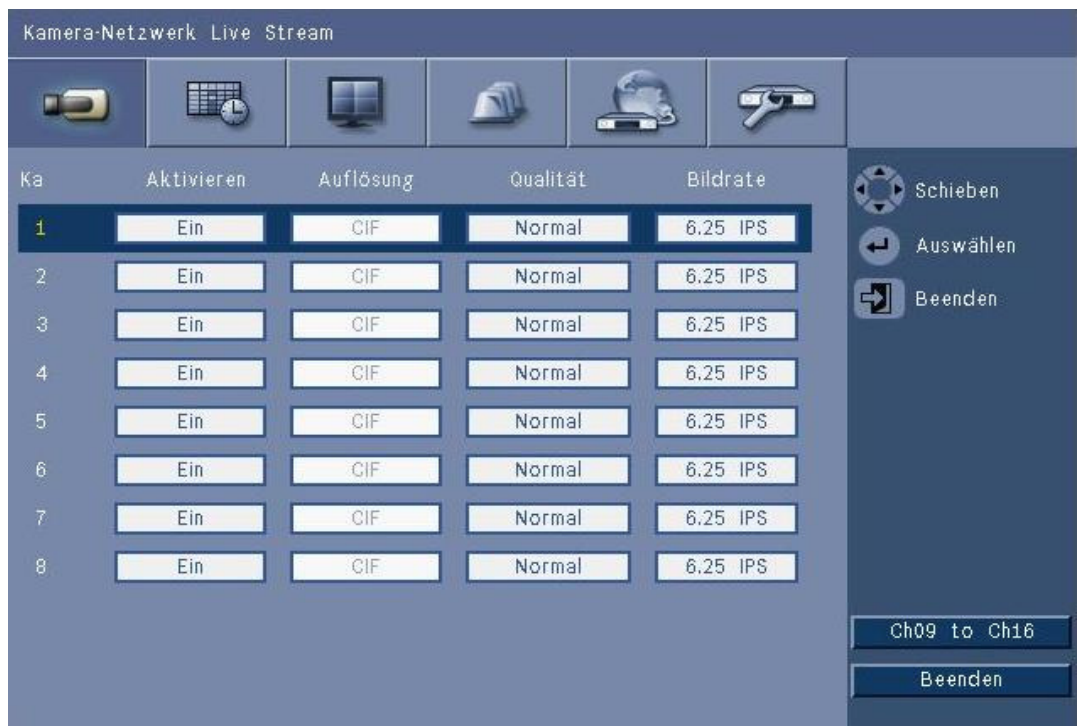 Kamera-Netzwerk Live Stream
Ka Aktivieren Auflösung Qualität Bildrate
1 Ein CIF Normal 6.25 IPS
2 Ein CIF Normal 6.25 IPS
3 Ein CIF Normal 6.25 IPS
4 Ein CIF Normal 6.25 IPS
5 Ein CIF Normal 6.25 IPS
6 Ein CIF Normal 6.25 IPS
7 Ein CIF Normal 6.25 IPS
8 Ein CIF Normal 6.25 IPS
Schieben
Auswählen
Beenden
Ch09 to Ch16
Beenden